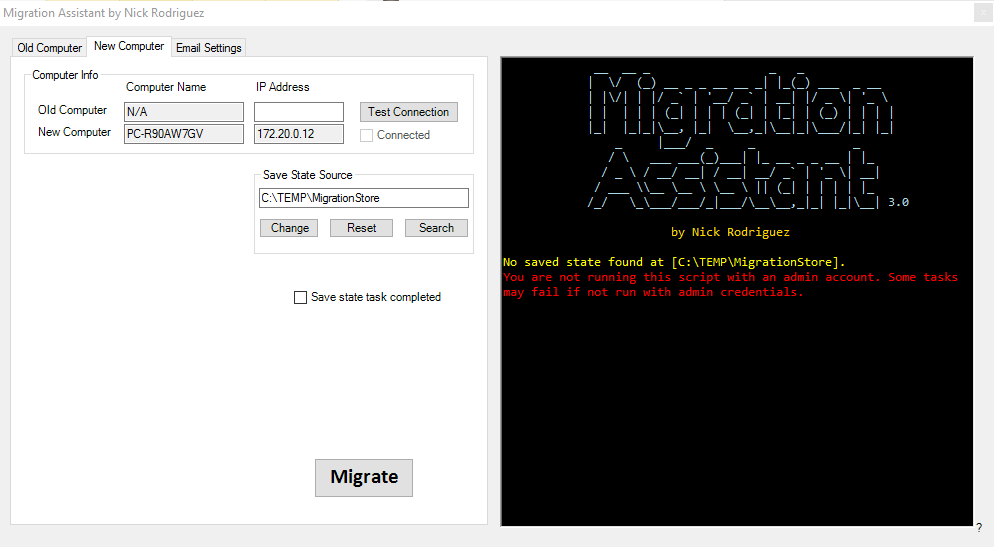 Migration Assistant by Nick Rodriguez
Old Computer
New Computer
Email Settings
Computer Info
Computer Name
IP Address
Old Computer
N/A
Test Connection
New Computer
PC-R90AW7GV
172.20.0.12
Connected
Save State Source
C:\TEMP\MigrationStore
Change
Reset
Search
Save state task completed
Migrate
Migration
Assistant 3.0
by Nick Rodriguez
No saved state found at [C:\TEMP\MigrationStore].
You are not running this script with an admin account. Some tasks
may fail if not run with admin credentials.
?